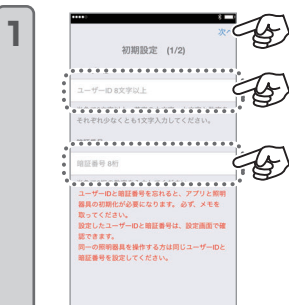 1
次へ
初期設定 (1/2)
ユーザーID 8文字以上
それぞれ少なくとも1文字入力してください。
暗証番号 6桁
ユーザーIDと暗証番号を忘れると、アプリと照明
器具の初期化が必要になります。 必ず、メモを
取ってください。
設定したユーザーIDと暗証番号は、設定画面で確
認できます。
同一の照明器具を操作する方は同じユーザーIDと
暗証番号を設定してください。